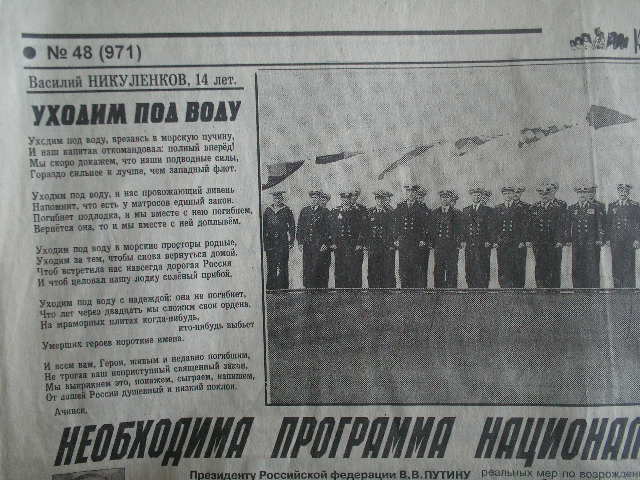 № 48 (971)
Василий НИКУЛЕНКОВ, 14 лет.
УХОДИМ ПОД ВОДУ
Уходим под воду, врезаясь в морскую пучину,
И наш капитан откомандовал: полный вперёд!
Мы скоро докажем, что наши подводные силы,
Гораздо сильнее и лучше, чем западный флот.
Уходим под воду, и нас провожающий ливень
Напомнит, что есть у матросов единый закон.
Погибнет подлодка, и мы вместе с нею погибнем,
Вернётся она, то и мы вместе с ней доплывём.
Уходим под воду в морские просторы родные,
Уходим за тем, чтобы снова вернуться домой.
Чтоб встретила нас навсегда дорогая Россия
И чтоб целовал нашу лодку солёный прибой.
Уходим под воду с надеждой: она не погибнет,
Что лет через двадцать мы сложим свои ордена,
На мраморных плитах когда-нибудь,
кто-нибудь выбьет
Умерших героев короткие имена.
И всем вам, Герои, живым и недавно погибшим,
Не трогая ваш неприступный священный закон,
Мы выкрикнем это, покажем, сыграем, напишем,
От нашей России душевный и низкий поклон.
Ачинск.
НЕОБХОДИМА ПРОГРАММА НАЦИОНАЛ
Президенту Российской федерации В.В.ПУТИНУ
реальных мер по возрожден